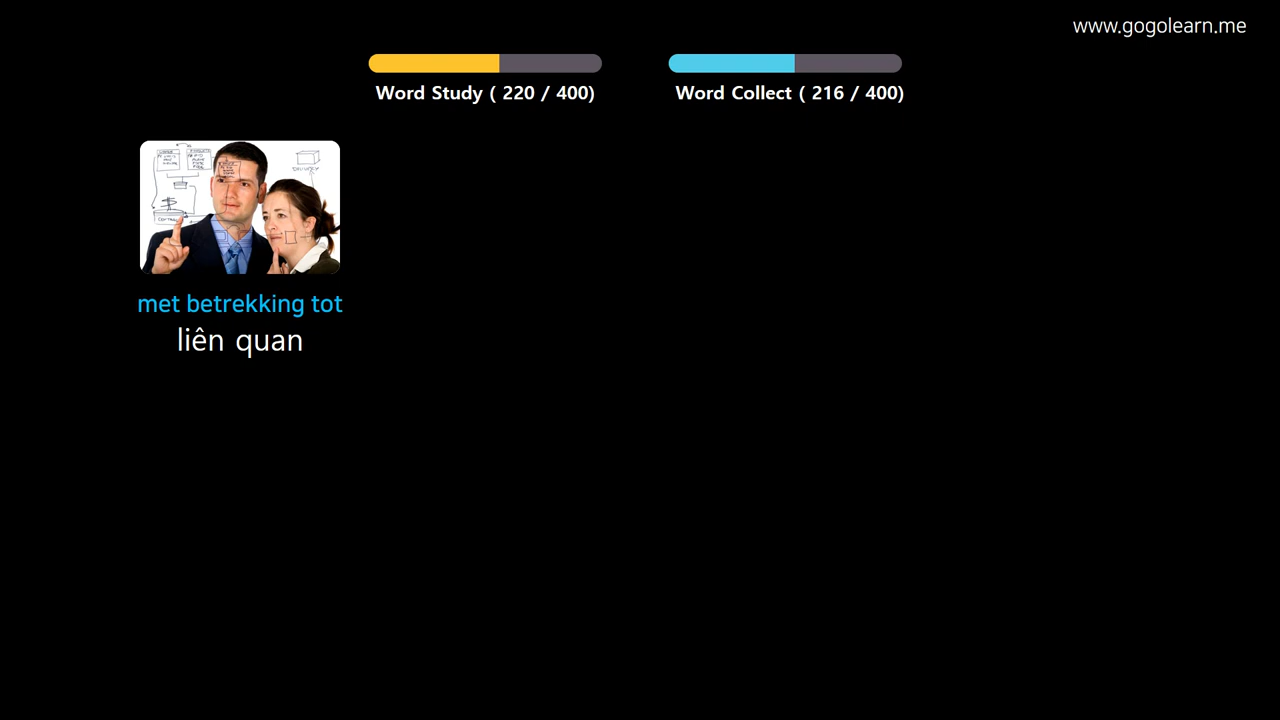 www.gogolearn.me
Word Study ( 220 / 400)
Word Collect ( 216 / 400)
met betrekking tot
liên quan